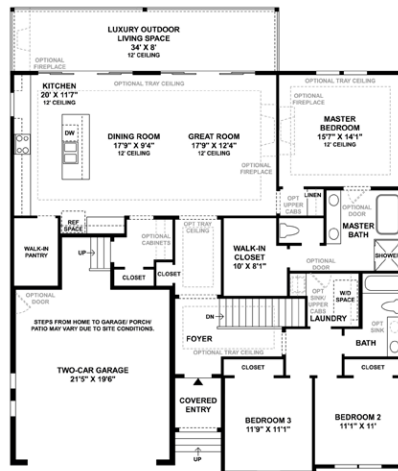 LUXURY OUTDOOR
LIVING SPACE
34' X 8'
12' CEILING
OPTIONAL
FIREPLACE
KITCHEN
20' X 11'7"
12' CEILING
OPTIONAL TRAY CEILING
OPTIONAL TRAY CEILING
OPTIONAL
FIREPLACE
DW
DINING ROOM
17'9" X 9'4"
12' CEILING
GREAT ROOM
17'9" X 12'4"
12' CEILING
MASTER
BEDROOM
15'7" X 14'1"
12' CEILING
OPTIONAL
FIREPLACE
OPT
UPPER
CABS
LINEN
OPTIONAL
DOOR
MASTER
BATH
SHOWER
REF
SPACE
WALK-IN
PANTRY
UP
OPTIONAL
CABINETS
OPT TRAY
CEILING
CLOSET
CLOSET
WALK-IN
CLOSET
10' X 8'1"
OPTIONAL
DOOR
OPTIONAL
DOOR
OPT
SINK/
UPPER
CABS
W/D
SPACE
LAUNDRY
OPT
SINK
BATH
STEPS FROM HOME TO GARAGE/ PORCH/
PATIO MAY VARY DUE TO SITE CONDITIONS.
DN
FOYER
OPTIONAL TRAY CEILING
TWO-CAR GARAGE
21'5" X 19'6"
COVERED
ENTRY
UP
CLOSET
CLOSET
BEDROOM 3
11'9" X 11'1"
BEDROOM 2
11'1" X 11'